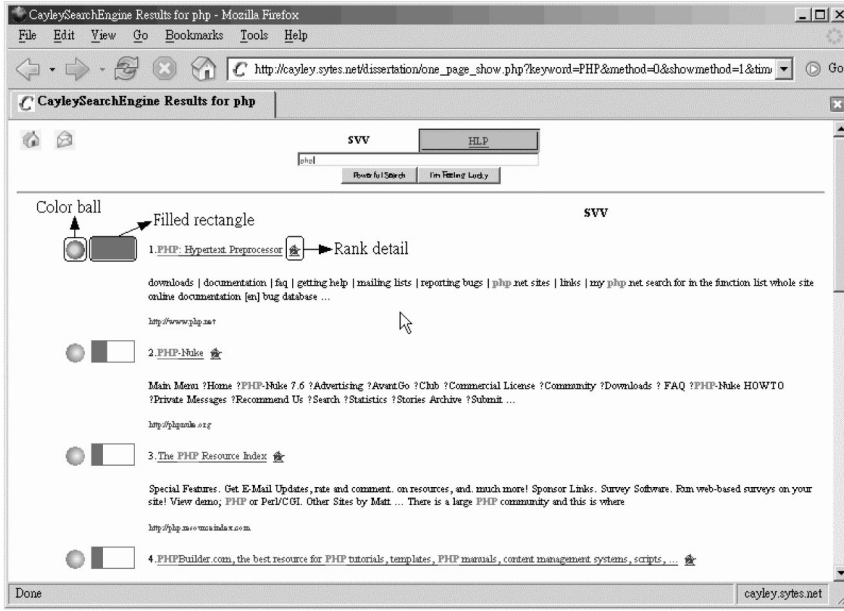 CayleySearchEngine Results for php - Mozilla Firefox
File Edit View Go Bookmarks Tools Help
http://cayley.sytes.net/dissertation/one_page_show.php?keyword=PHP&method=0&showmethod=1&tim Go
CayleySearchEngine Results for php
SVV HLP
php
Powerful Search I'm Feeling Lucky
Color ball
Filled rectangle
SVV
1.PHP: Hypertext Preprocessor
Rank detail
downloads | documentation | faq | getting help | mailing lists | reporting bugs | php.net sites | links | my php.net search for in the function list whole site
online documentation [en] bug database ...
http://www.php.net
2.PHP-Nuke
Main Menu ?Home ?PHP-Nuke 7.6 ?Advertising ?AvantGo ?Club ?Commercial License ?Community ?Downloads ? FAQ ?PHP-Nuke HOWTO
?Private Messages ?Recommend Us ?Search ?Statistics ?Stories Archive ?Submit ...
http://phpnuke.org
3.The PHP Resource Index
Special Features. Get E-Mail Updates, rate and comment. on resources, and. much more! Sponsor Links. Survey Software. Run web-based surveys on your
site! View demo; PHP or Perl/CGI. Other Sites by Matt ... There is a large PHP community and this is where
http://php.resourceindex.com
4.PHPBuilder.com, the best resource for PHP tutorials, templates, PHP manuals, content management systems, scripts, ...
Done cayley.sytes.net